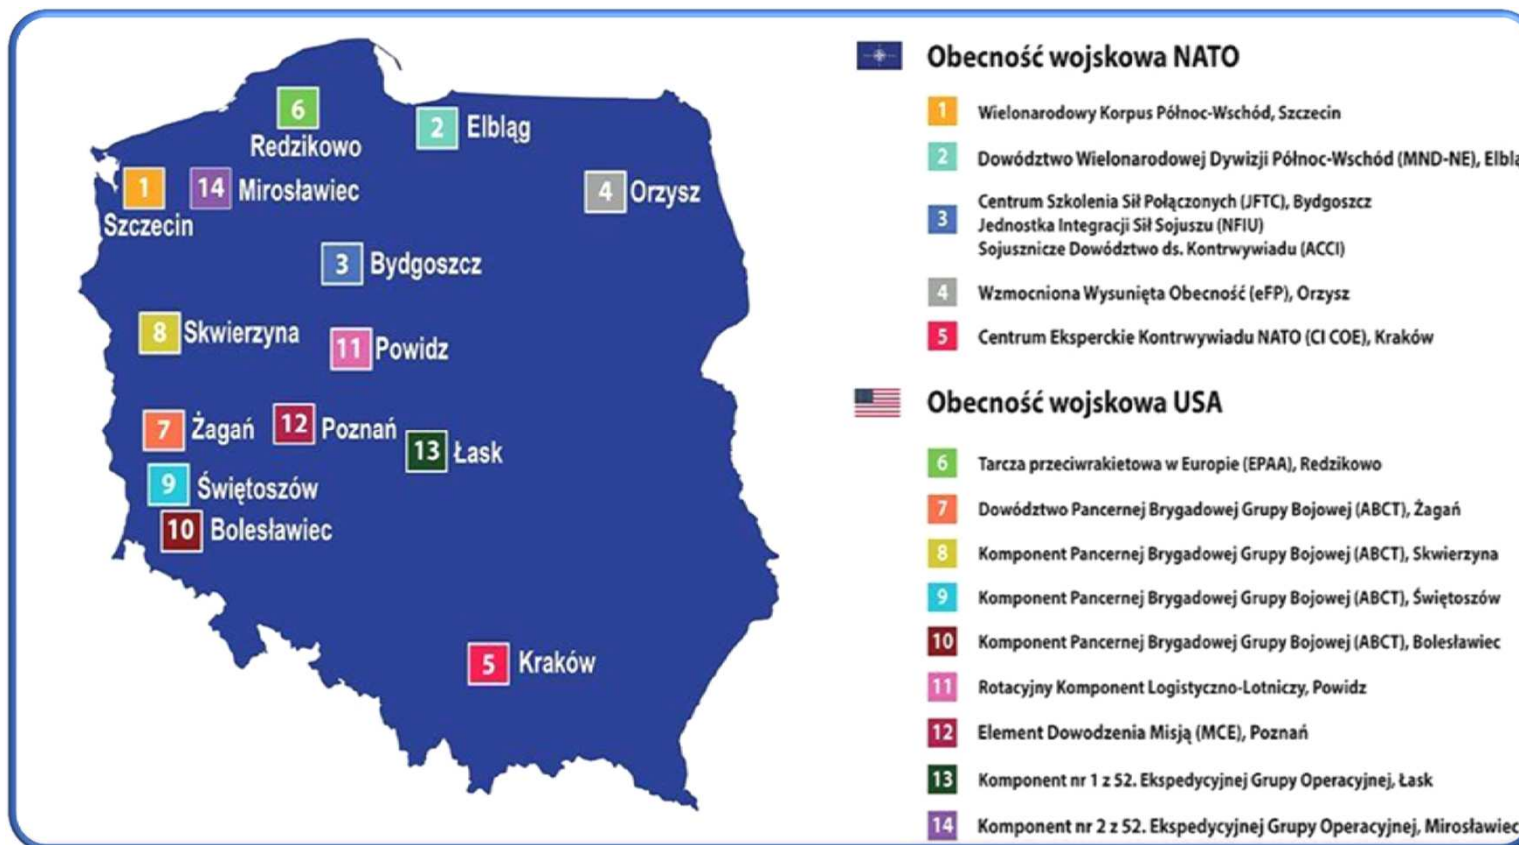 6
Redzikowo
2 Elbląg
1
Szczecin
14 Mirosławiec
4 Orzysz
3 Bydgoszcz
8 Skwierzyna
11 Powidz
7 Żagań
12 Poznań
13 Łask
9 Świętoszów
10 Bolesławiec
5 Kraków
Obecność wojskowa NATO
1 Wielonarodowy Korpus Północ-Wschód, Szczecin
2 Dowództwo Wielonarodowej Dywizji Północ-Wschód (MND-NE), Elblą
3 Centrum Szkolenia Sił Połączonych (JFTC), Bydgoszcz
Jednostka Integracji Sił Sojuszu (NFIU)
Sojusznicze Dowództwo ds. Kontrwywiadu (ACCI)
4 Wzmocniona Wysunięta Obecność (eFP), Orzysz
5 Centrum Eksperckie Kontrwywiadu NATO (CI COE), Kraków
Obecność wojskowa USA
6 Tarcza przeciwrakietowa w Europie (EPAA), Redzikowo
7 Dowództwo Pancernej Brygadowej Grupy Bojowej (ABCT), Żagań
8 Komponent Pancernej Brygadowej Grupy Bojowej (ABCT), Skwierzyna
9 Komponent Pancernej Brygadowej Grupy Bojowej (ABCT), Świętoszów
10 Komponent Pancernej Brygadowej Grupy Bojowej (ABCT), Bolesławiec
11 Rotacyjny Komponent Logistyczno-Lotniczy, Powidz
12 Element Dowodzenia Misją (MCE), Poznań
13 Komponent nr 1 z 52. Ekspedycyjnej Grupy Operacyjnej, Łask
14 Komponent nr 2 z 52. Ekspedycyjnej Grupy Operacyjnej, Mirosławiec